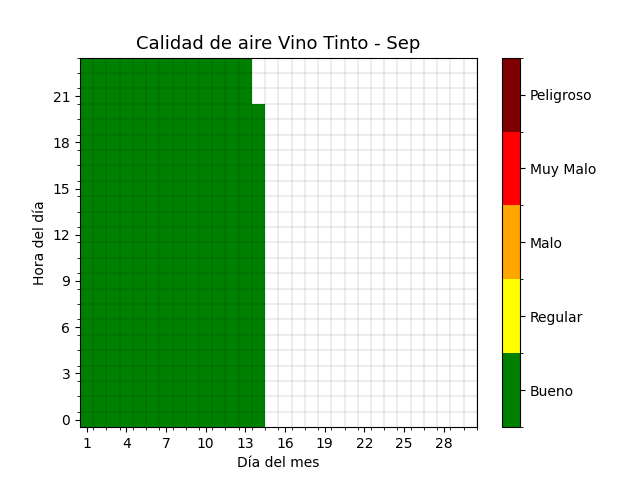 Calidad de aire Vino Tinto - Sep
Hora del día
21
18
15
12
9
6
3
0
1 4 7 10 13 16 19 22 25 28
Día del mes
Peligroso
Muy Malo
Malo
Regular
Bueno